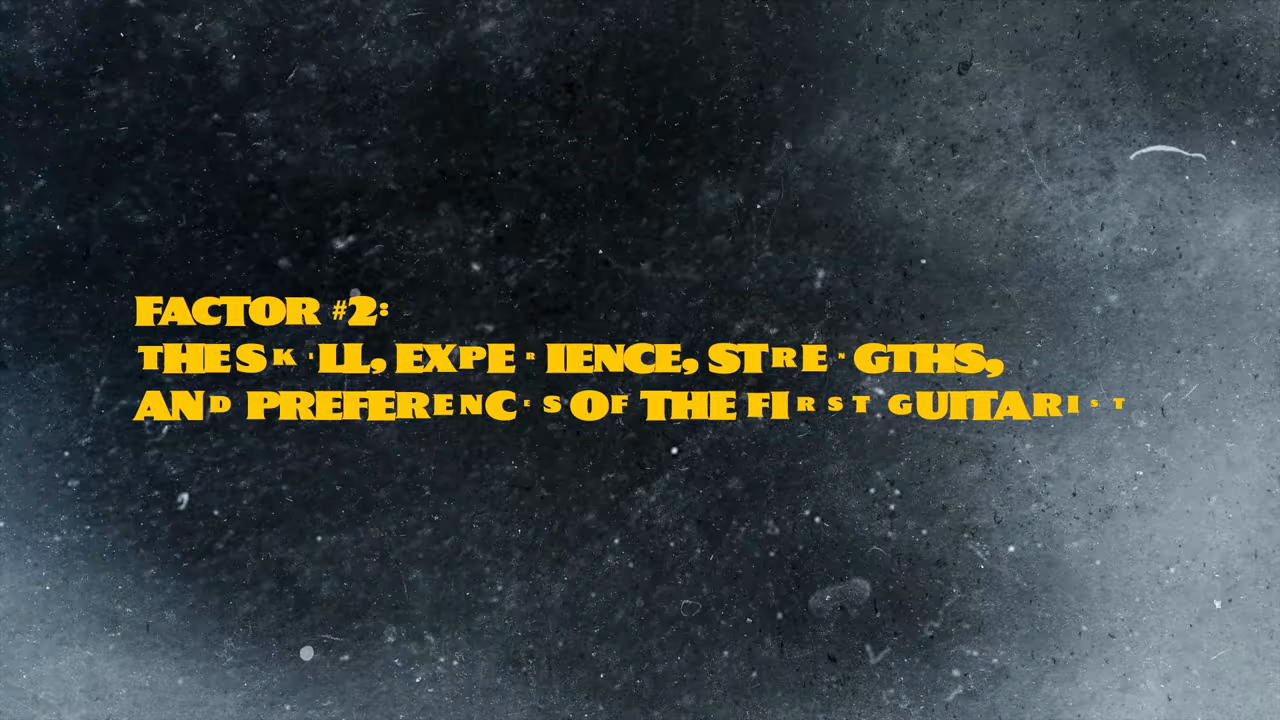 FACTOR #2:
THE SKILL, EXPERIENCE, STRENGTHS,
AND PREFERENCES OF THE FIRST GUITARIST